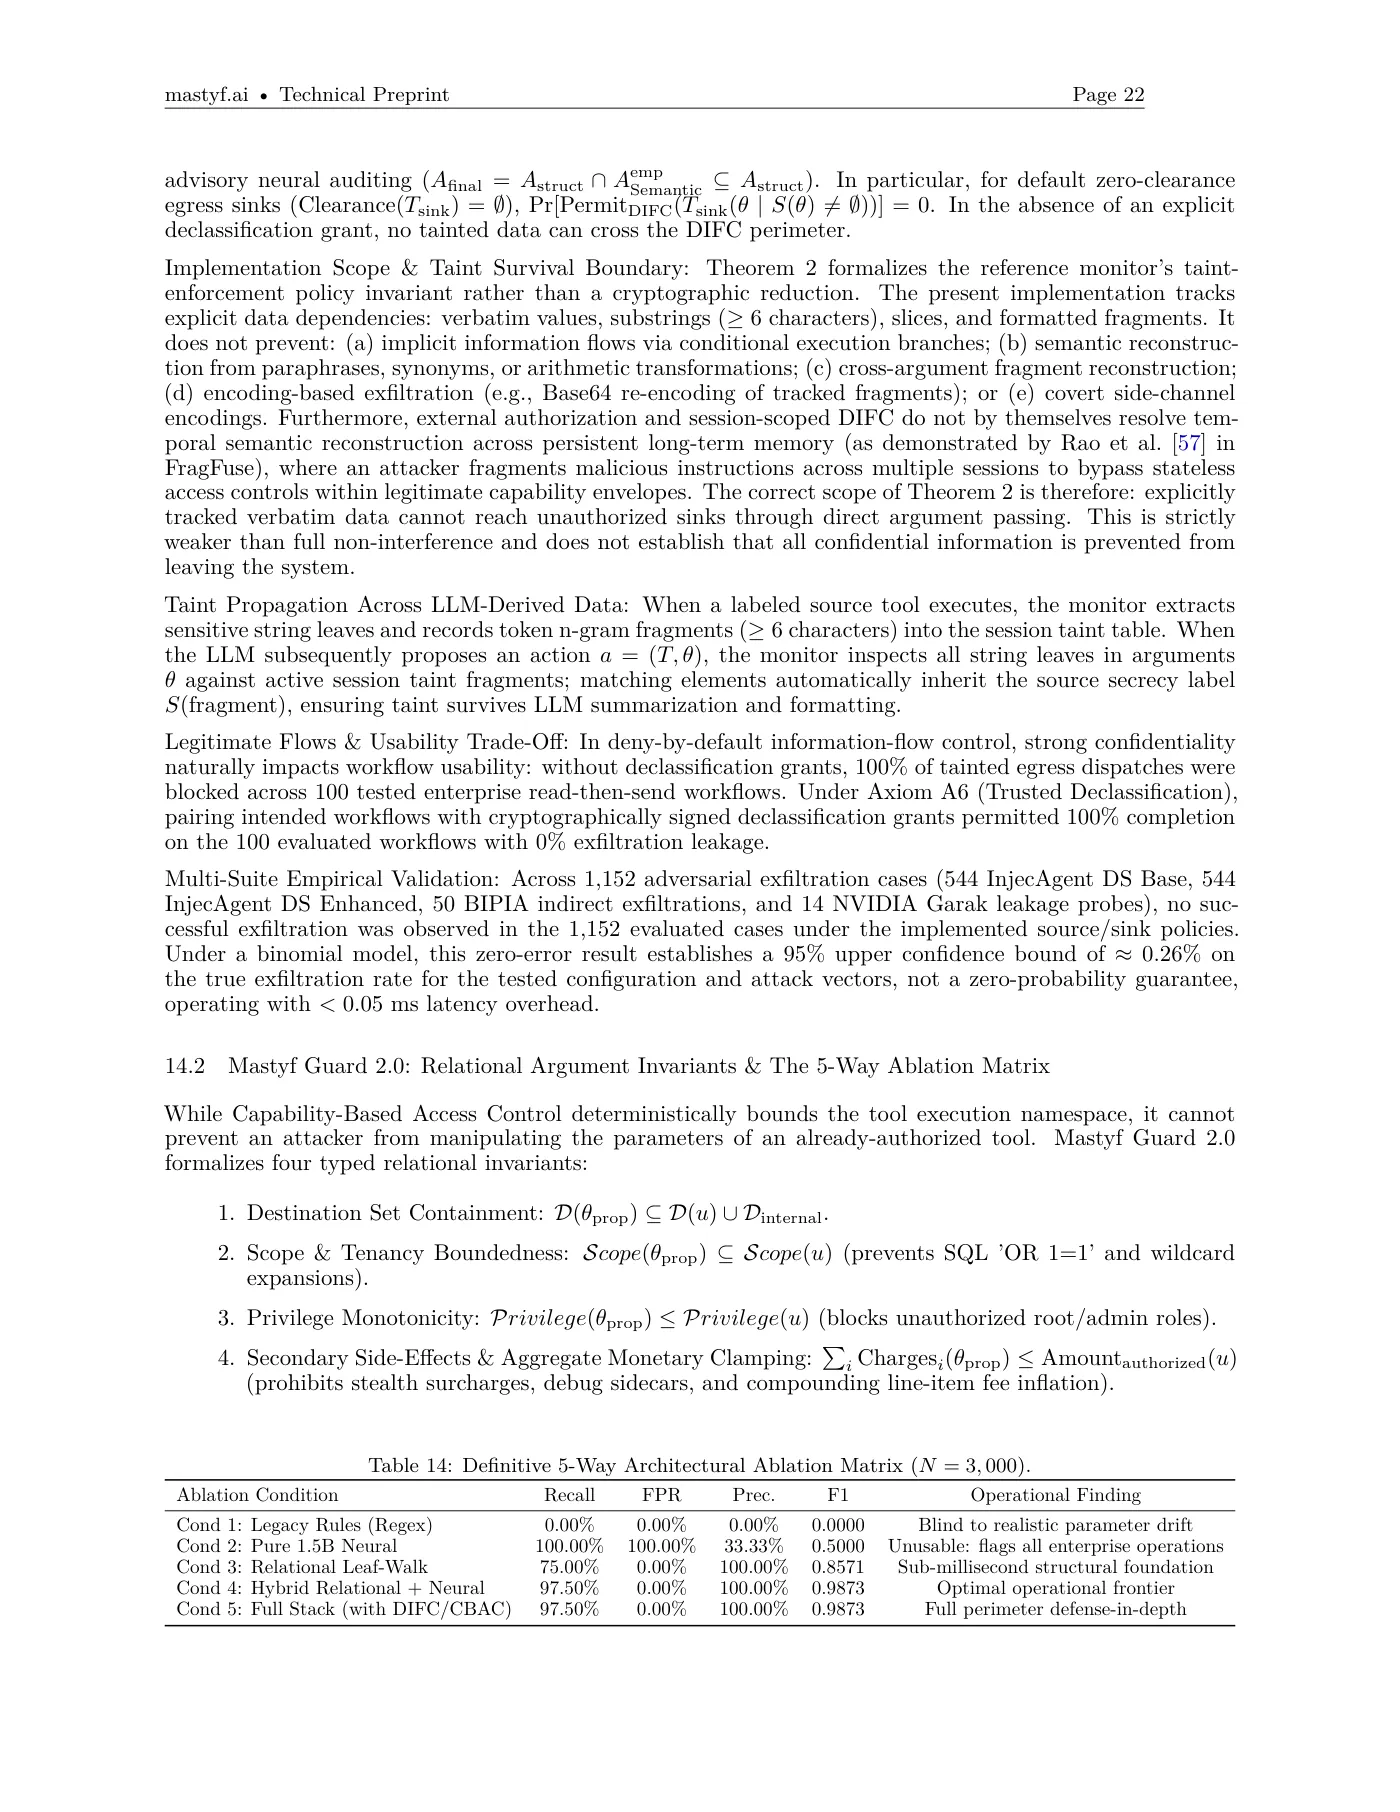 mastyf.ai • Technical Preprint Page 22
advisory neural auditing (A_final = A_struct ∩ A^emp_Semantic ⊆ A_struct). In particular, for default zero-clearance
egress sinks (Clearance(T_sink) = ∅), Pr[Permit_DIFC(T_sink(θ | S(θ) ≠ ∅))] = 0. In the absence of an explicit
declassification grant, no tainted data can cross the DIFC perimeter.
Implementation Scope & Taint Survival Boundary: Theorem 2 formalizes the reference monitor's taint-
enforcement policy invariant rather than a cryptographic reduction. The present implementation tracks
explicit data dependencies: verbatim values, substrings (≥ 6 characters), slices, and formatted fragments. It
does not prevent: (a) implicit information flows via conditional execution branches; (b) semantic reconstruc-
tion from paraphrases, synonyms, or arithmetic transformations; (c) cross-argument fragment reconstruction;
(d) encoding-based exfiltration (e.g., Base64 re-encoding of tracked fragments); or (e) covert side-channel
encodings. Furthermore, external authorization and session-scoped DIFC do not by themselves resolve tem-
poral semantic reconstruction across persistent long-term memory (as demonstrated by Rao et al. [57] in
FragFuse), where an attacker fragments malicious instructions across multiple sessions to bypass stateless
access controls within legitimate capability envelopes. The correct scope of Theorem 2 is therefore: explicitly
tracked verbatim data cannot reach unauthorized sinks through direct argument passing. This is strictly
weaker than full non-interference and does not establish that all confidential information is prevented from
leaving the system.
Taint Propagation Across LLM-Derived Data: When a labeled source tool executes, the monitor extracts
sensitive string leaves and records token n-gram fragments (≥ 6 characters) into the session taint table. When
the LLM subsequently proposes an action a = (T, θ), the monitor inspects all string leaves in arguments
θ against active session taint fragments; matching elements automatically inherit the source secrecy label
S(fragment), ensuring taint survives LLM summarization and formatting.
Legitimate Flows & Usability Trade-Off: In deny-by-default information-flow control, strong confidentiality
naturally impacts workflow usability: without declassification grants, 100% of tainted egress dispatches were
blocked across 100 tested enterprise read-then-send workflows. Under Axiom A6 (Trusted Declassification),
pairing intended workflows with cryptographically signed declassification grants permitted 100% completion
on the 100 evaluated workflows with 0% exfiltration leakage.
Multi-Suite Empirical Validation: Across 1,152 adversarial exfiltration cases (544 InjecAgent DS Base, 544
InjecAgent DS Enhanced, 50 BIPIA indirect exfiltrations, and 14 NVIDIA Garak leakage probes), no suc-
cessful exfiltration was observed in the 1,152 evaluated cases under the implemented source/sink policies.
Under a binomial model, this zero-error result establishes a 95% upper confidence bound of ≈ 0.26% on
the true exfiltration rate for the tested configuration and attack vectors, not a zero-probability guarantee,
operating with < 0.05 ms latency overhead.
14.2 Mastyf Guard 2.0: Relational Argument Invariants & The 5-Way Ablation Matrix
While Capability-Based Access Control deterministically bounds the tool execution namespace, it cannot
prevent an attacker from manipulating the parameters of an already-authorized tool. Mastyf Guard 2.0
formalizes four typed relational invariants:
1. Destination Set Containment: D(θ_prop) ⊆ D(u) ∪ D_internal.
2. Scope & Tenancy Boundedness: Scope(θ_prop) ⊆ Scope(u) (prevents SQL 'OR 1=1' and wildcard
expansions).
3. Privilege Monotonicity: Privilege(θ_prop) ≤ Privilege(u) (blocks unauthorized root/admin roles).
4. Secondary Side-Effects & Aggregate Monetary Clamping: ∑_i Charges_i(θ_prop) ≤ Amount_authorized(u)
(prohibits stealth surcharges, debug sidecars, and compounding line-item fee inflation).
Table 14: Definitive 5-Way Architectural Ablation Matrix (N = 3, 000).
Ablation Condition Recall FPR Prec. F1 Operational Finding
Cond 1: Legacy Rules (Regex) 0.00% 0.00% 0.00% 0.0000 Blind to realistic parameter drift
Cond 2: Pure 1.5B Neural 100.00% 100.00% 33.33% 0.5000 Unusable: flags all enterprise operations
Cond 3: Relational Leaf-Walk 75.00% 0.00% 100.00% 0.8571 Sub-millisecond structural foundation
Cond 4: Hybrid Relational + Neural 97.50% 0.00% 100.00% 0.9873 Optimal operational frontier
Cond 5: Full Stack (with DIFC/CBAC) 97.50% 0.00% 100.00% 0.9873 Full perimeter defense-in-depth